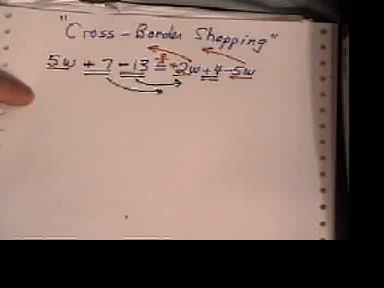 "Cross-Border Shopping"
5w + 7 - 13 = + 2w + 4 - 5w